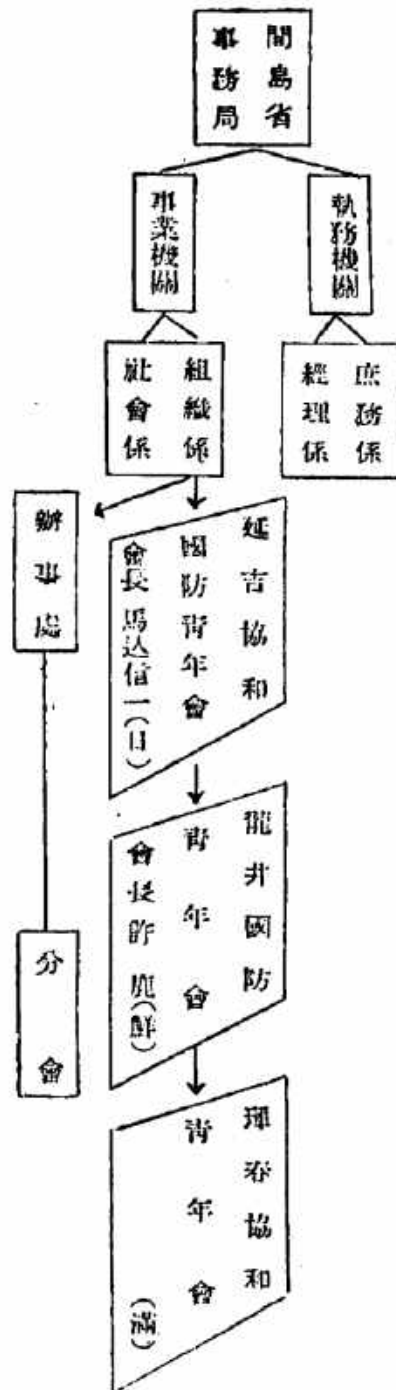 間島省
事務局
執務機關
事業機關
庶務係
經理係
組織係
社會係
延吉協和
國防青年會
會長 馬込信一(日)
辦事處
龍井國防
青年會
會長 (鮮)
琿春協和
青年會
(滿)
分會